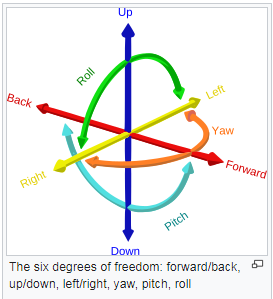 Up
Roll
Left
Back
Yaw
Right
Forward
Pitch
Down
The six degrees of freedom: forward/back,
up/down, left/right, yaw, pitch, roll